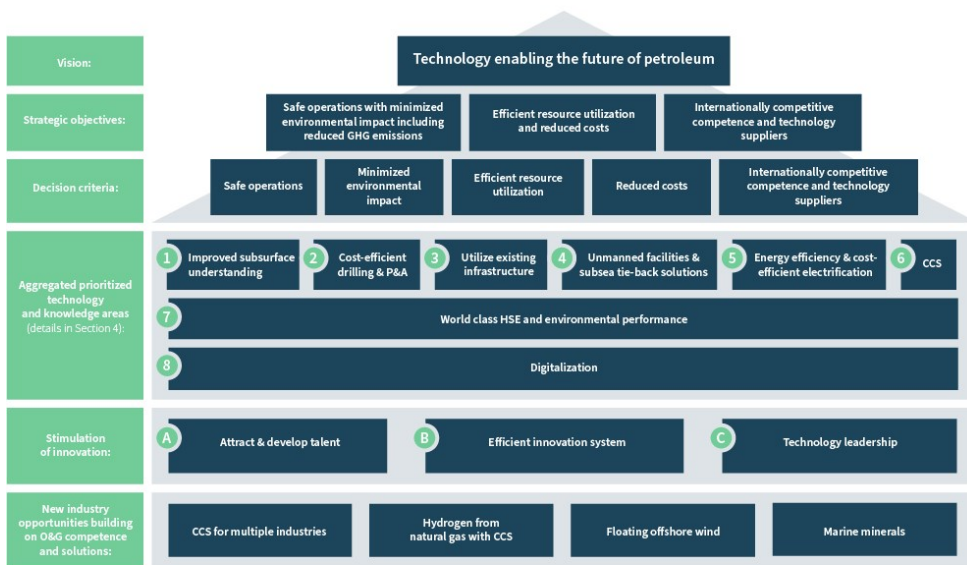 Vision:
Technology enabling the future of petroleum
Strategic objectives:
Safe operations with minimized
environmental impact including
reduced GHG emissions
Efficient resource utilization
and reduced costs
Internationally competitive
competence and technology
suppliers
Decision criteria:
Safe operations
Minimized
environmental
impact
Efficient resource
utilization
Reduced costs
Internationally competitive
competence and technology
suppliers
Aggregated prioritized
technology
and knowledge areas
(details in Section 4):
1
Improved subsurface
understanding
2
Cost-efficient
drilling & P&A
3
Utilize existing
infrastructure
4
Unmanned facilities &
subsea tie-back solutions
5
Energy efficiency & cost-
efficient electrification
6
CCS
7
World class HSE and environmental performance
8
Digitalization
Stimulation
of innovation:
A
Attract & develop talent
B
Efficient innovation system
C
Technology leadership
New industry
opportunities building
on O&G competence
and solutions:
CCS for multiple industries
Hydrogen from
natural gas with CCS
Floating offshore wind
Marine minerals